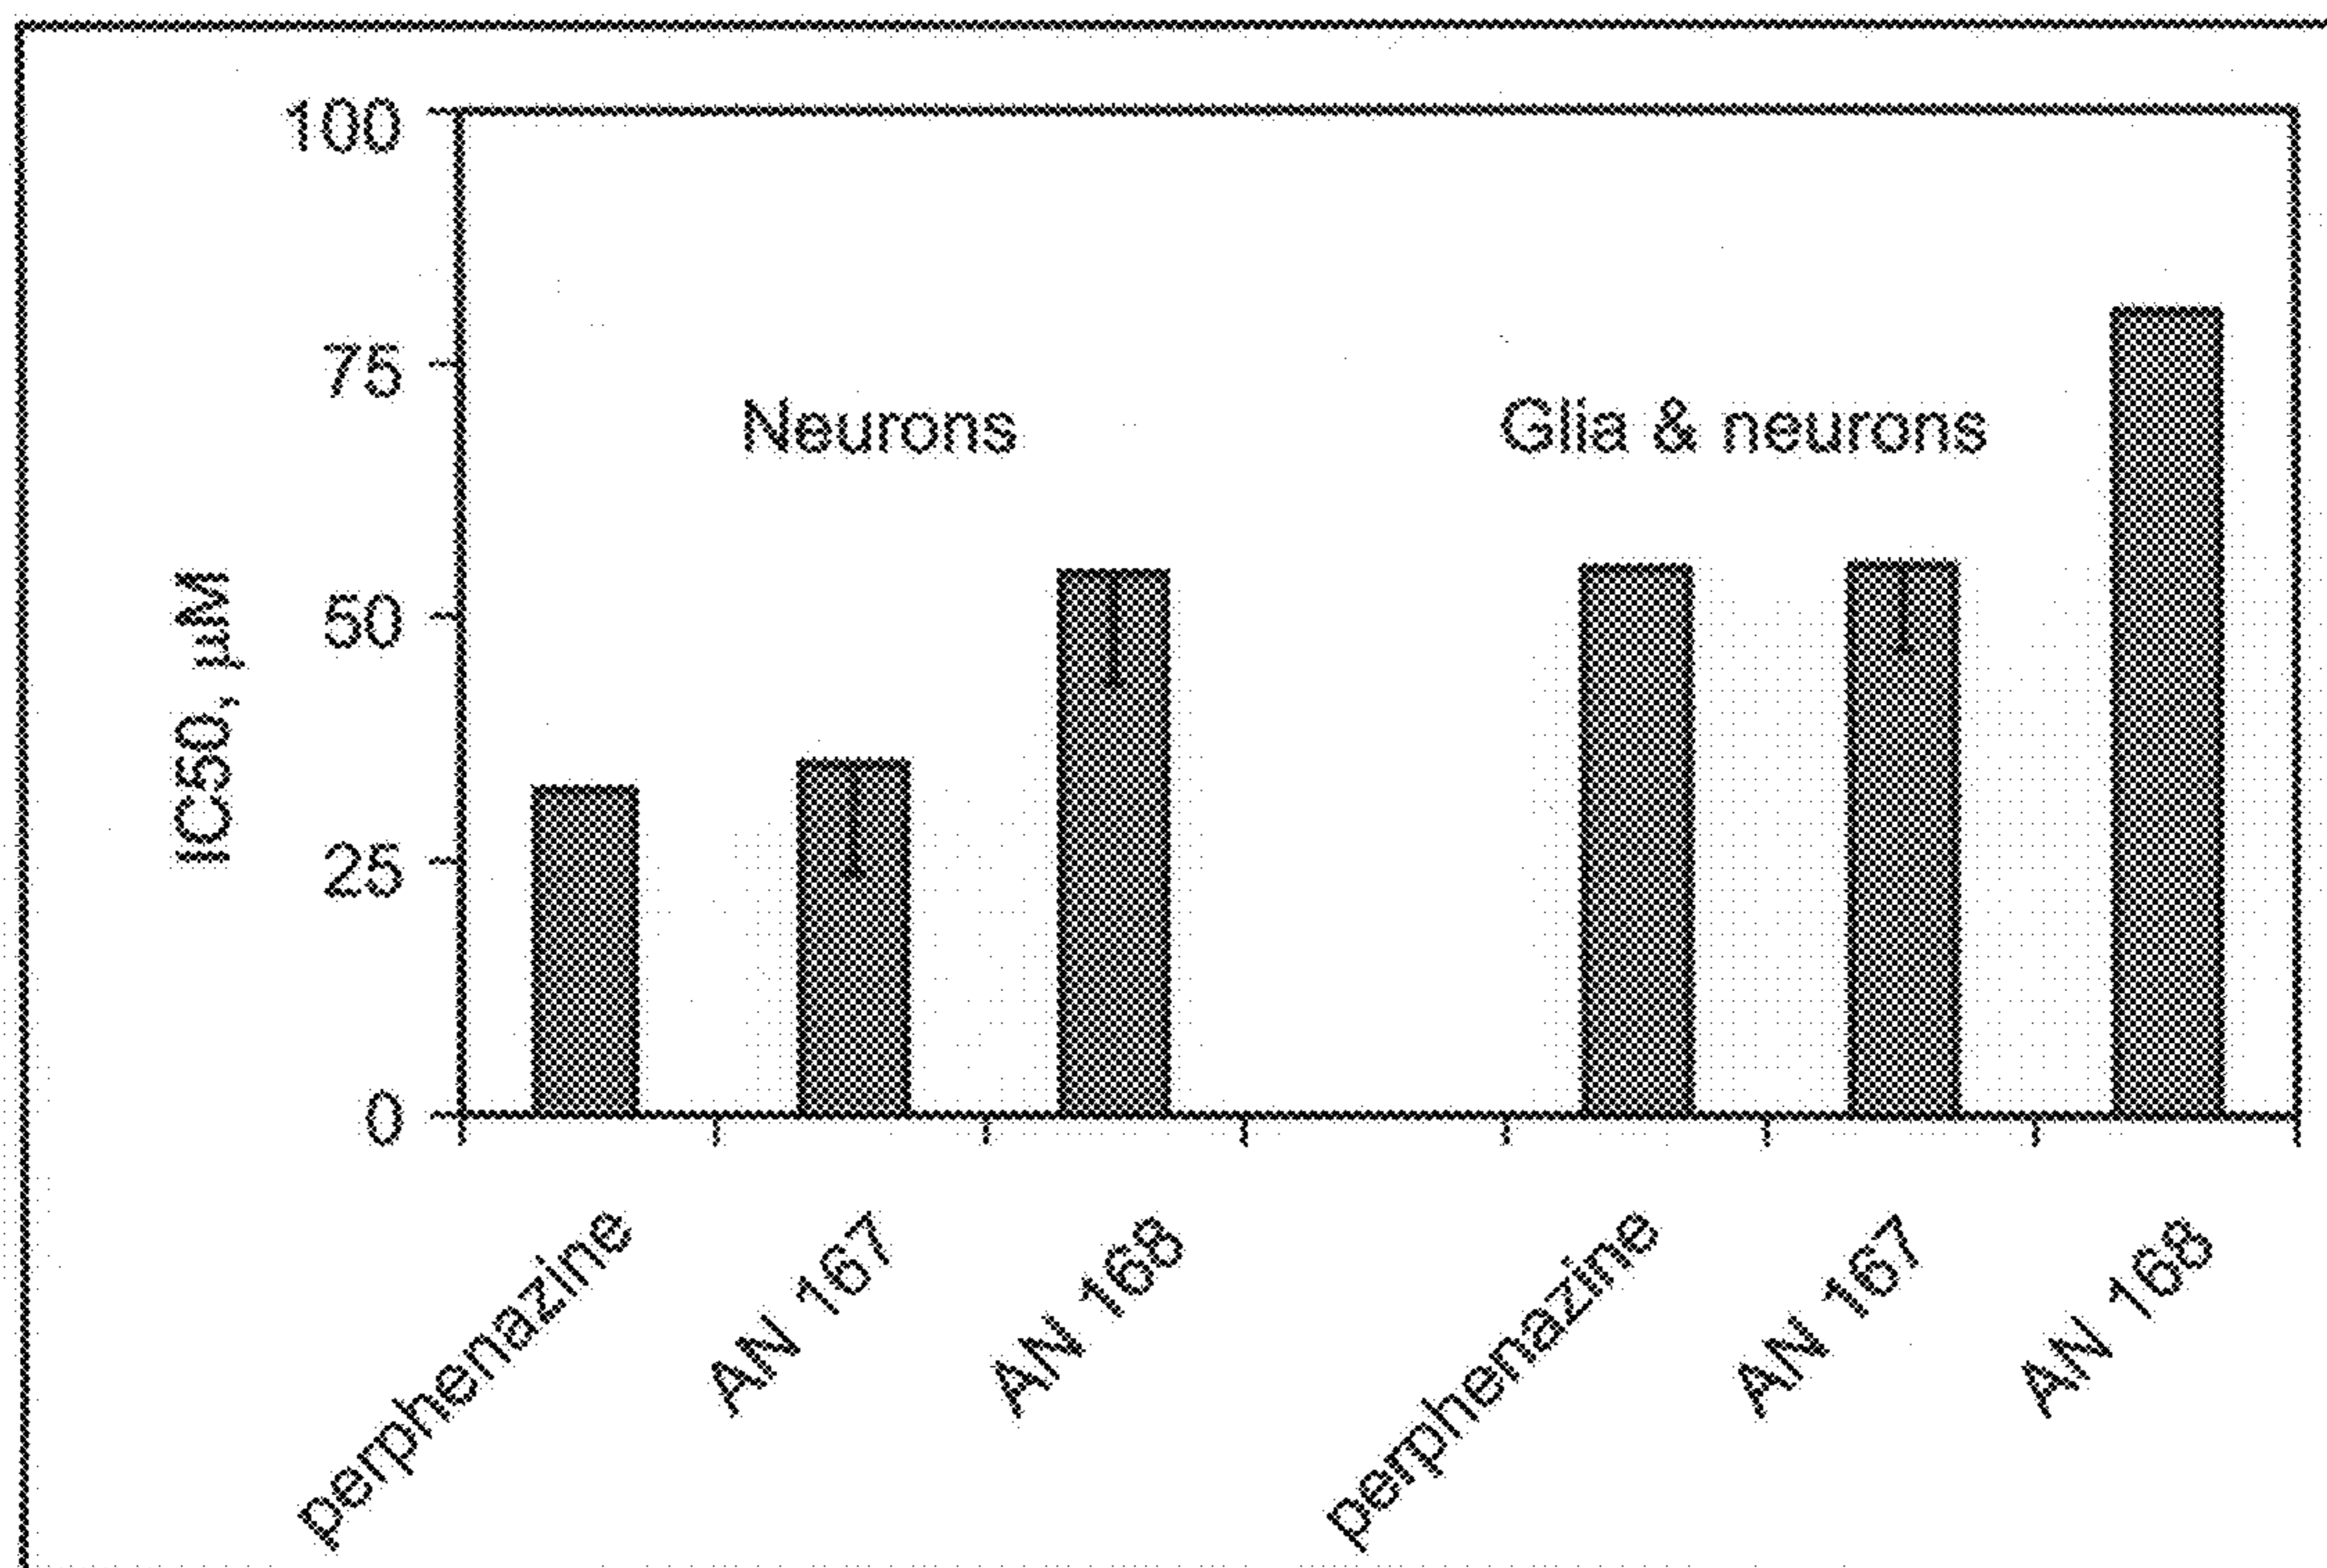 100
75
50
25
0
IC50, µM
Neurons
Glia & neurons
perphenazine
AN 167
AN 168
perphenazine
AN 167
AN 168